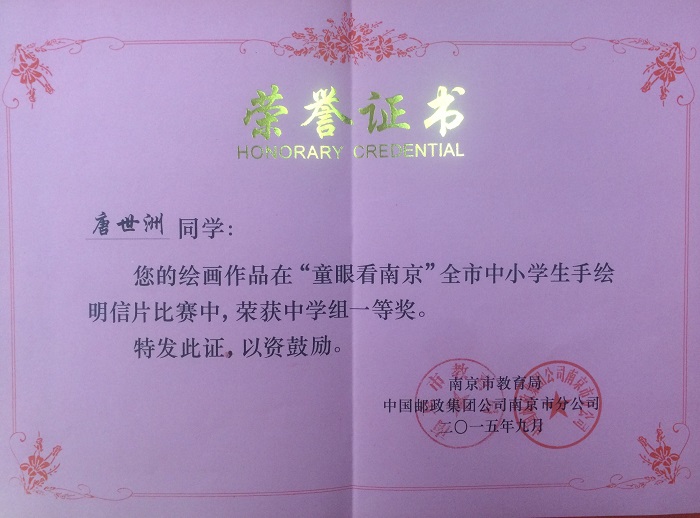 荣誉证书
HONORARY CREDENTIAL
唐世洲 同学：
您的绘画作品在“童眼看南京”全市中小学生手绘
明信片比赛中，荣获中学组一等奖。
特发此证，以资鼓励。
南京市教育局
中国邮政集团公司南京市分公司
二〇一五年九月